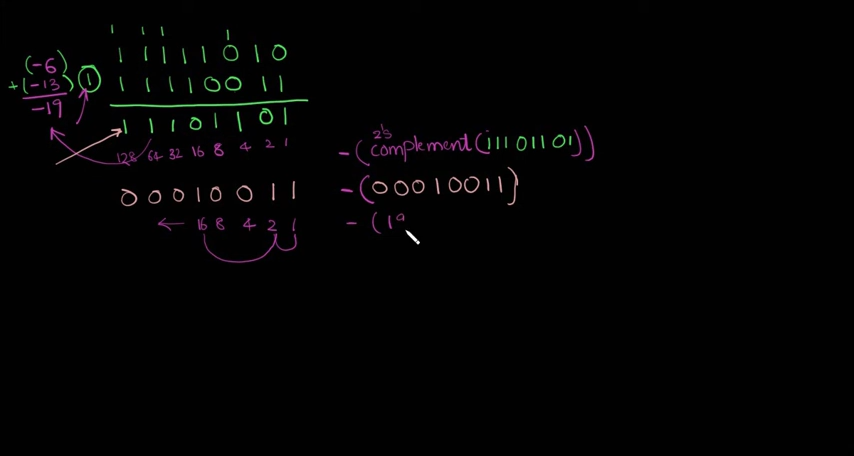 1 1 1 1
(-6) 1 1 1 1 1 0 1 0
+(-13) 1 1 1 1 1 0 0 1 1
-19
1 1 1 0 1 1 0 1
128 64 32 16 8 4 2 1 -(2's complement(11101101))
0 0 0 1 0 0 1 1 -(00010011)
16 8 4 2 1 -(19